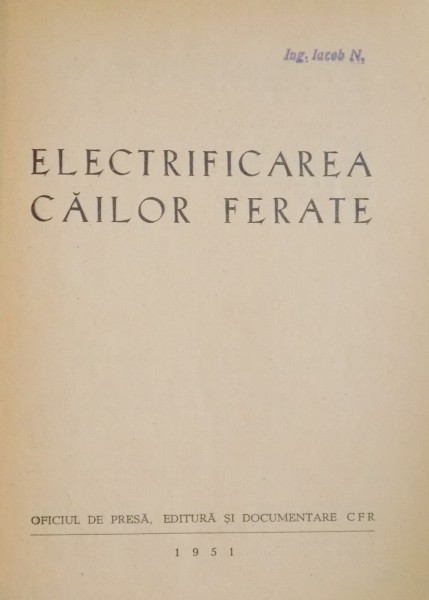 Ing. Iacob N.
ELECTRIFICAREA
CĂILOR FERATE
OFICIUL DE PRESĂ, EDITURĂ ȘI DOCUMENTARE CFR
1951